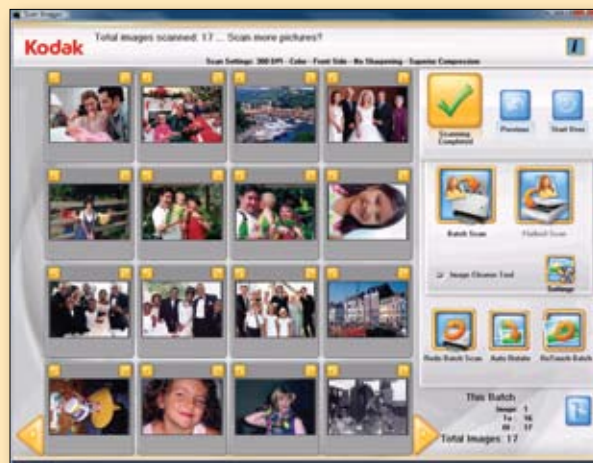 Kodak
Total images scanned: 17 ... Scan more pictures?
Scan Settings: 300 DPI - Color - Front Side - No Sharpening - Superior Compression
Scanning
Completed
Previous
Start Over
Batch Scan
Flatbed Scan
Image Cleaner Tool
Settings
Redo Batch Scan
Auto Rotate
ReTouch Batch
This Batch
Image: 1
To: 16
Of: 17
Total Images: 17